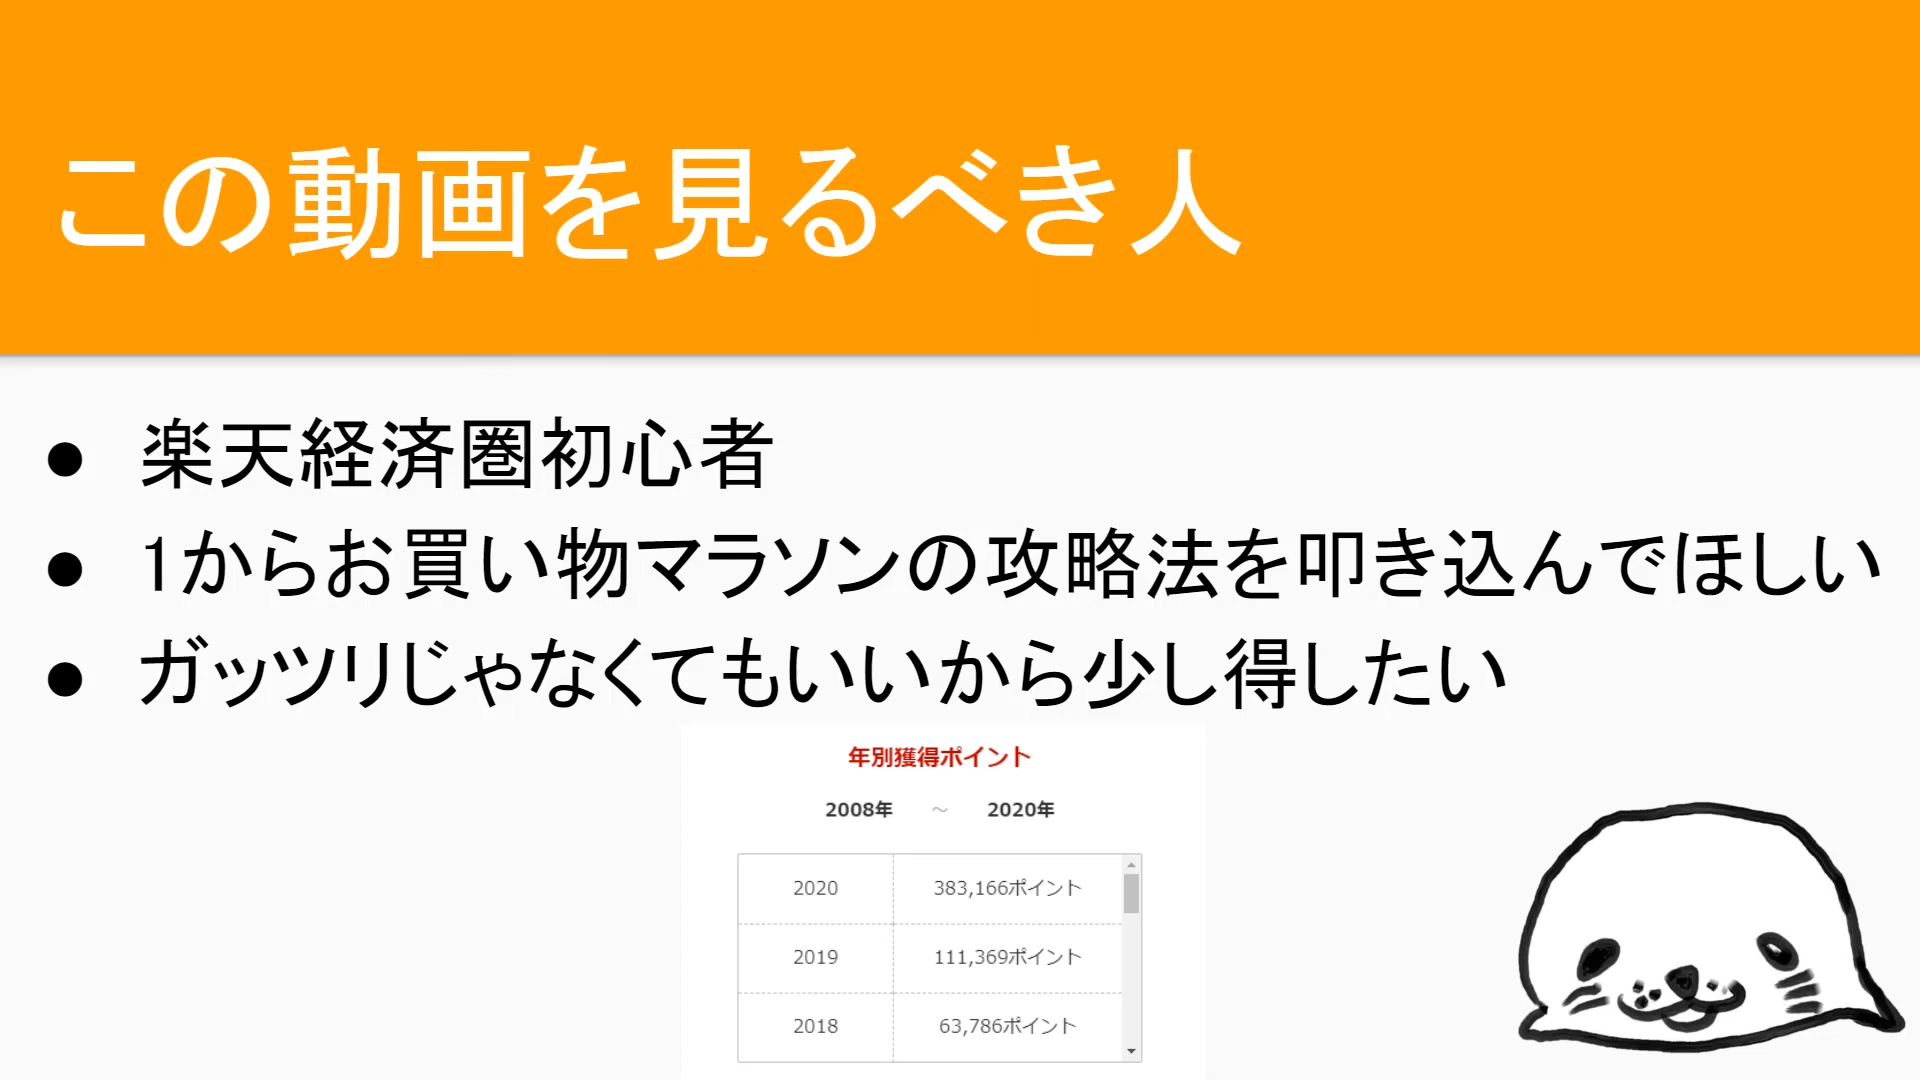 この動画を見るべき人
● 楽天経済圏初心者
● 1からお買い物マラソンの攻略法を叩き込んでほしい
● ガッツリじゃなくてもいいから少し得したい
年別獲得ポイント
2008年 ～ 2020年
2020 383,166ポイント
2019 111,369ポイント
2018 63,786ポイント